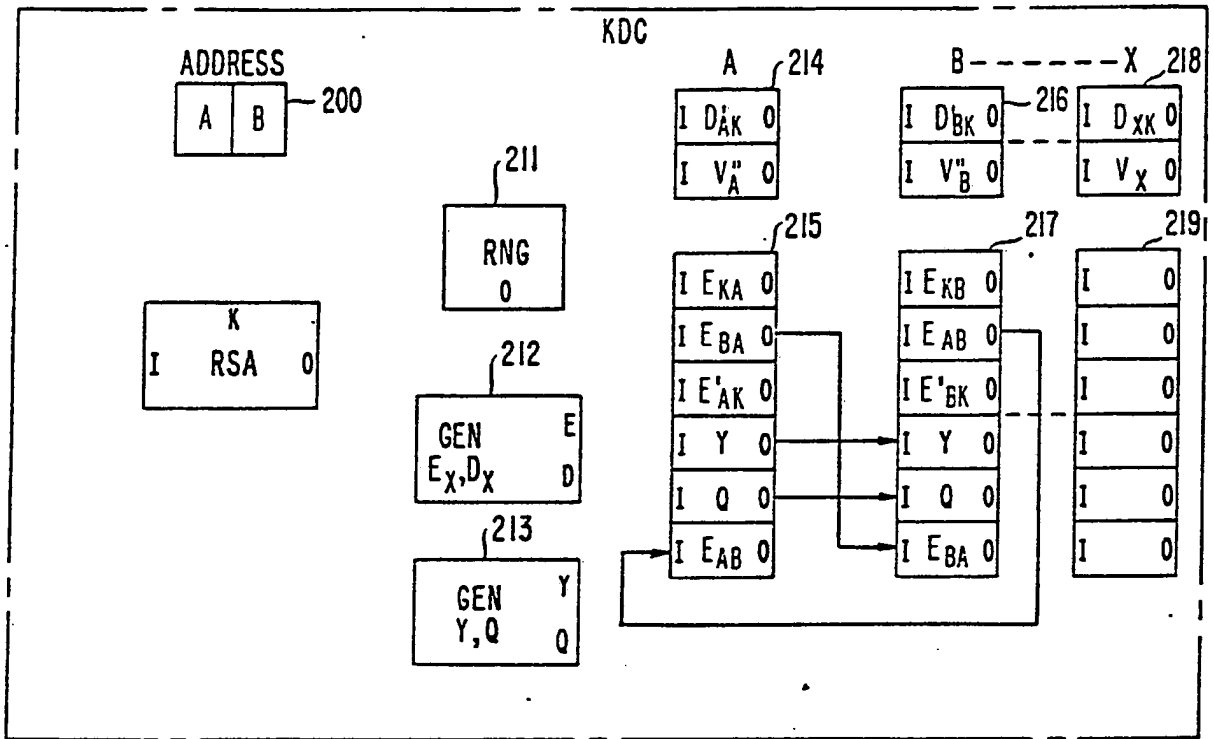 KDC
ADDRESS
A B
200
A
214
B ------ X
218
I D'AK O
I V"A O
I D'BK O
216
I V"B O
I DXK O
I VX O
211
RNG
O
K
I RSA O
212
GEN
EX,DX
E
D
213
GEN
Y,Q
Y
Q
215
I EKA O
I EBA O
I E'AK O
I Y O
I Q O
I EAB O
217
I EKB O
I EAB O
I E'BK O
I Y O
I Q O
I EBA O
219
I O
I O
I O
I O
I O
I O